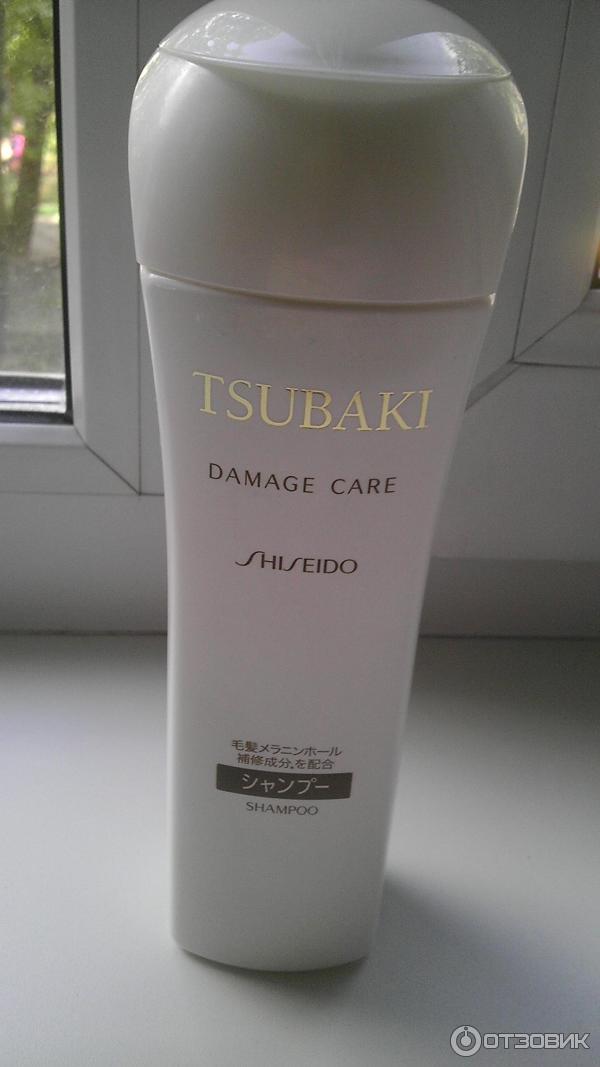 TSUBAKI
DAMAGE CARE
SHISEIDO
毛髪メラニンホール
補修成分*を配合
シャンプー
SHAMPOO
ОТЗОВИК